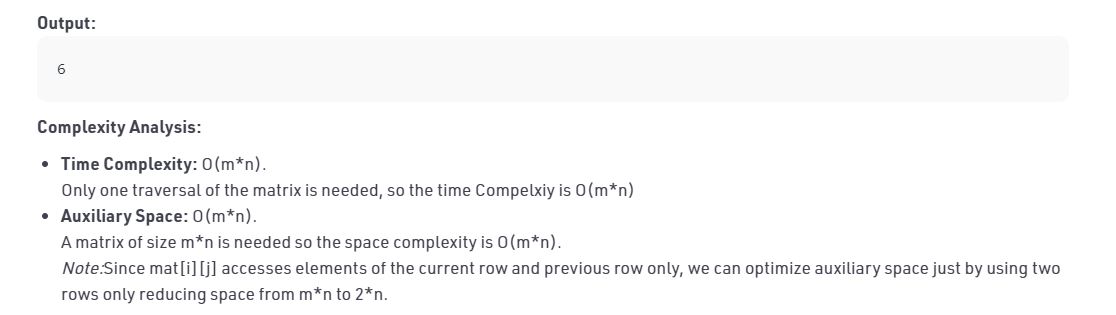 Output:
6
Complexity Analysis:
• Time Complexity: O(m*n).
Only one traversal of the matrix is needed, so the time Compelxiy is O(m*n)
• Auxiliary Space: O(m*n).
A matrix of size m*n is needed so the space complexity is O(m*n).
Note:Since mat[i][j] accesses elements of the current row and previous row only, we can optimize auxiliary space just by using two
rows only reducing space from m*n to 2*n.